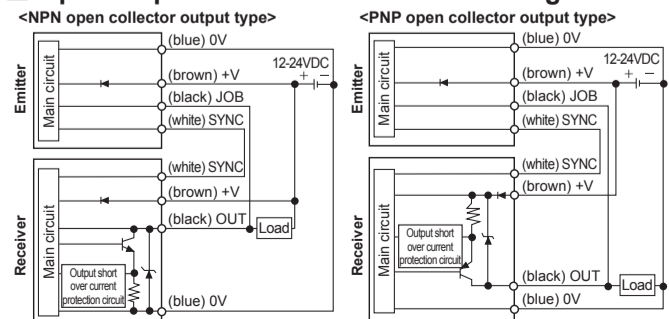 <NPN open collector output type>
Emitter
Main circuit
(blue) 0V
12-24VDC
+ −
(brown) +V
(black) JOB
(white) SYNC
Receiver
Main circuit
(white) SYNC
(brown) +V
(black) OUT
Load
Output short
over current
protection circuit
(blue) 0V
<PNP open collector output type>
Emitter
Main circuit
(blue) 0V
12-24VDC
+ −
(brown) +V
(black) JOB
(white) SYNC
Receiver
Main circuit
(white) SYNC
(brown) +V
Output short
over current
protection circuit
(black) OUT
Load
(blue) 0V